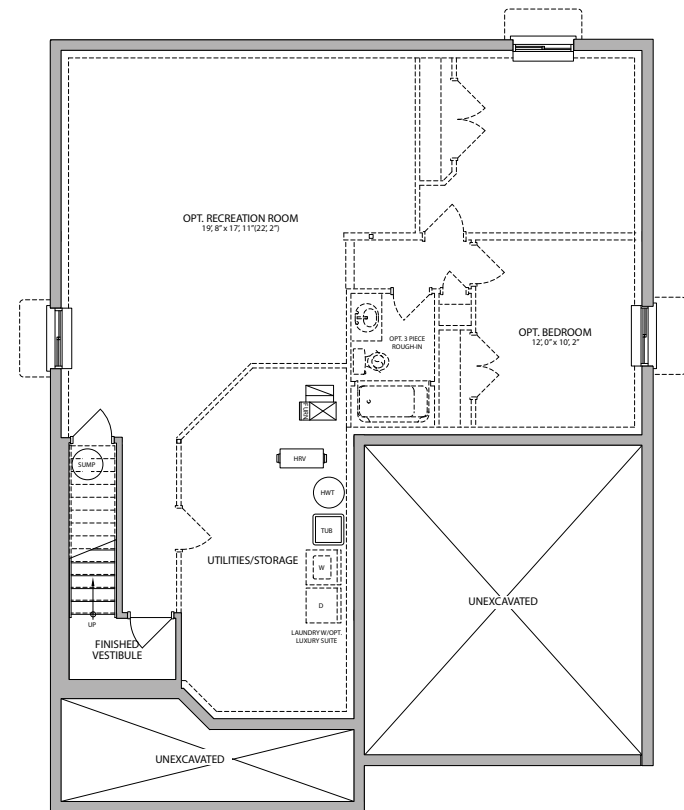 OPT. RECREATION ROOM
19', 8" x 17', 11"(22', 2")
OPT. BEDROOM
12', 0" x 10', 2"
OPT. 3 PIECE
ROUGH-IN
FURN
SUMP
HRV
HWT
TUB
UTILITIES/STORAGE
W
D
UNEXCAVATED
UP
LAUNDRY W/OPT.
LUXURY SUITE
FINISHED
VESTIBULE
UNEXCAVATED